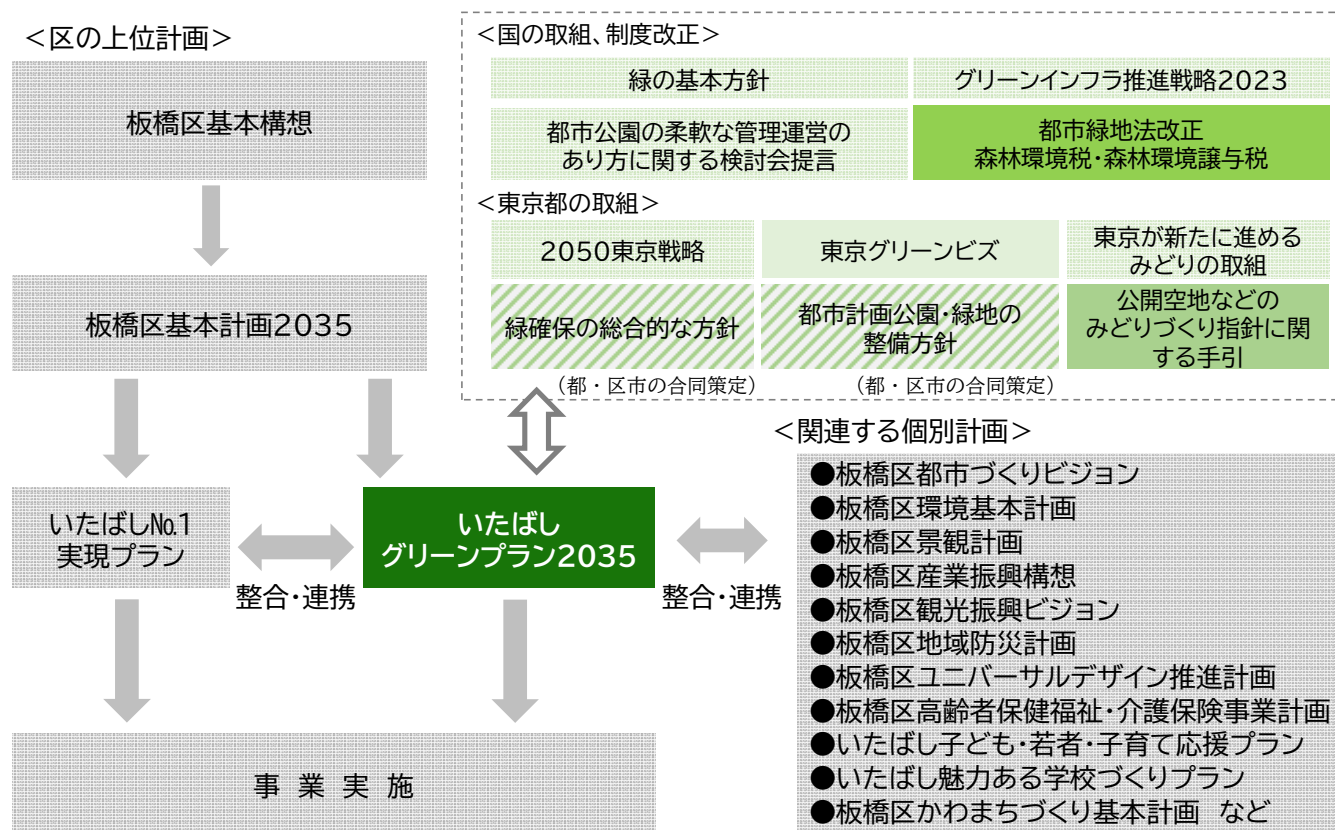 <区の上位計画>
板橋区基本構想
板橋区基本計画2035
いたばし№1
実現プラン
整合・連携
いたばし
グリーンプラン2035
整合・連携
事業実施
<国の取組、制度改正>
緑の基本方針
グリーンインフラ推進戦略2023
都市公園の柔軟な管理運営の
あり方に関する検討会提言
都市緑地法改正
森林環境税・森林環境譲与税
<東京都の取組>
2050東京戦略
東京グリーンビズ
東京が新たに進める
みどりの取組
緑確保の総合的な方針
都市計画公園・緑地の
整備方針
公開空地などの
みどりづくり指針に関
する手引
(都・区市の合同策定)
(都・区市の合同策定)
<関連する個別計画>
●板橋区都市づくりビジョン
●板橋区環境基本計画
●板橋区景観計画
●板橋区産業振興構想
●板橋区観光振興ビジョン
●板橋区地域防災計画
●板橋区ユニバーサルデザイン推進計画
●板橋区高齢者保健福祉・介護保険事業計画
●いたばし子ども・若者・子育て応援プラン
●いたばし魅力ある学校づくりプラン
●板橋区かわまちづくり基本計画 など